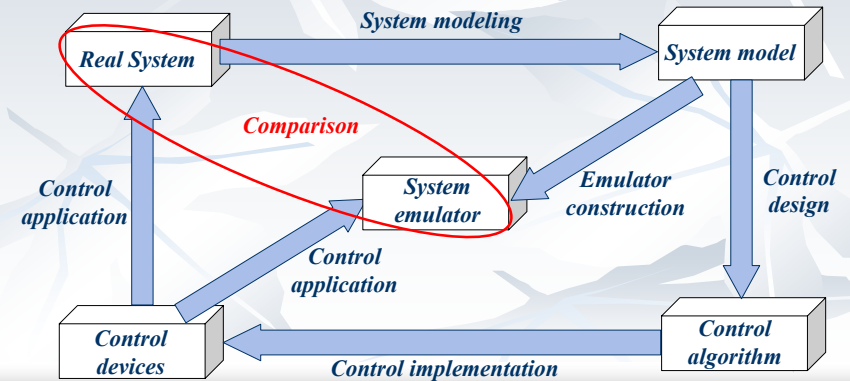 System modeling
Real System
System model
Comparison
Control
application
System
emulator
Emulator
construction
Control
design
Control
application
Control
devices
Control implementation
Control
algorithm